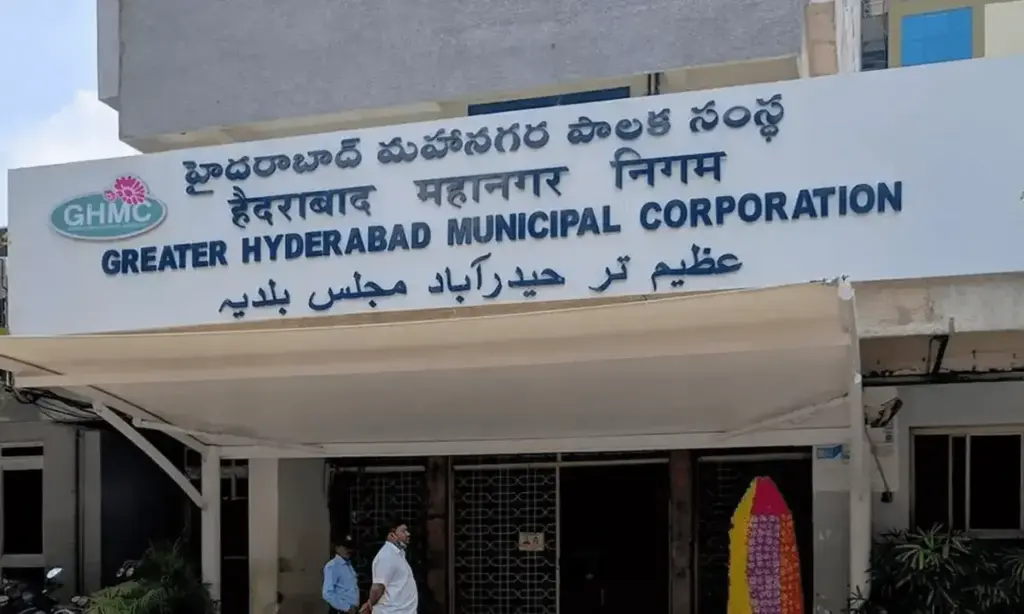 హైదరాబాద్ మహానగర పాలక సంస్థ
हैदराबाद महानगर निगम
GHMC
GREATER HYDERABAD MUNICIPAL CORPORATION
عظیم تر حیدرآباد مجلس بلدیہ